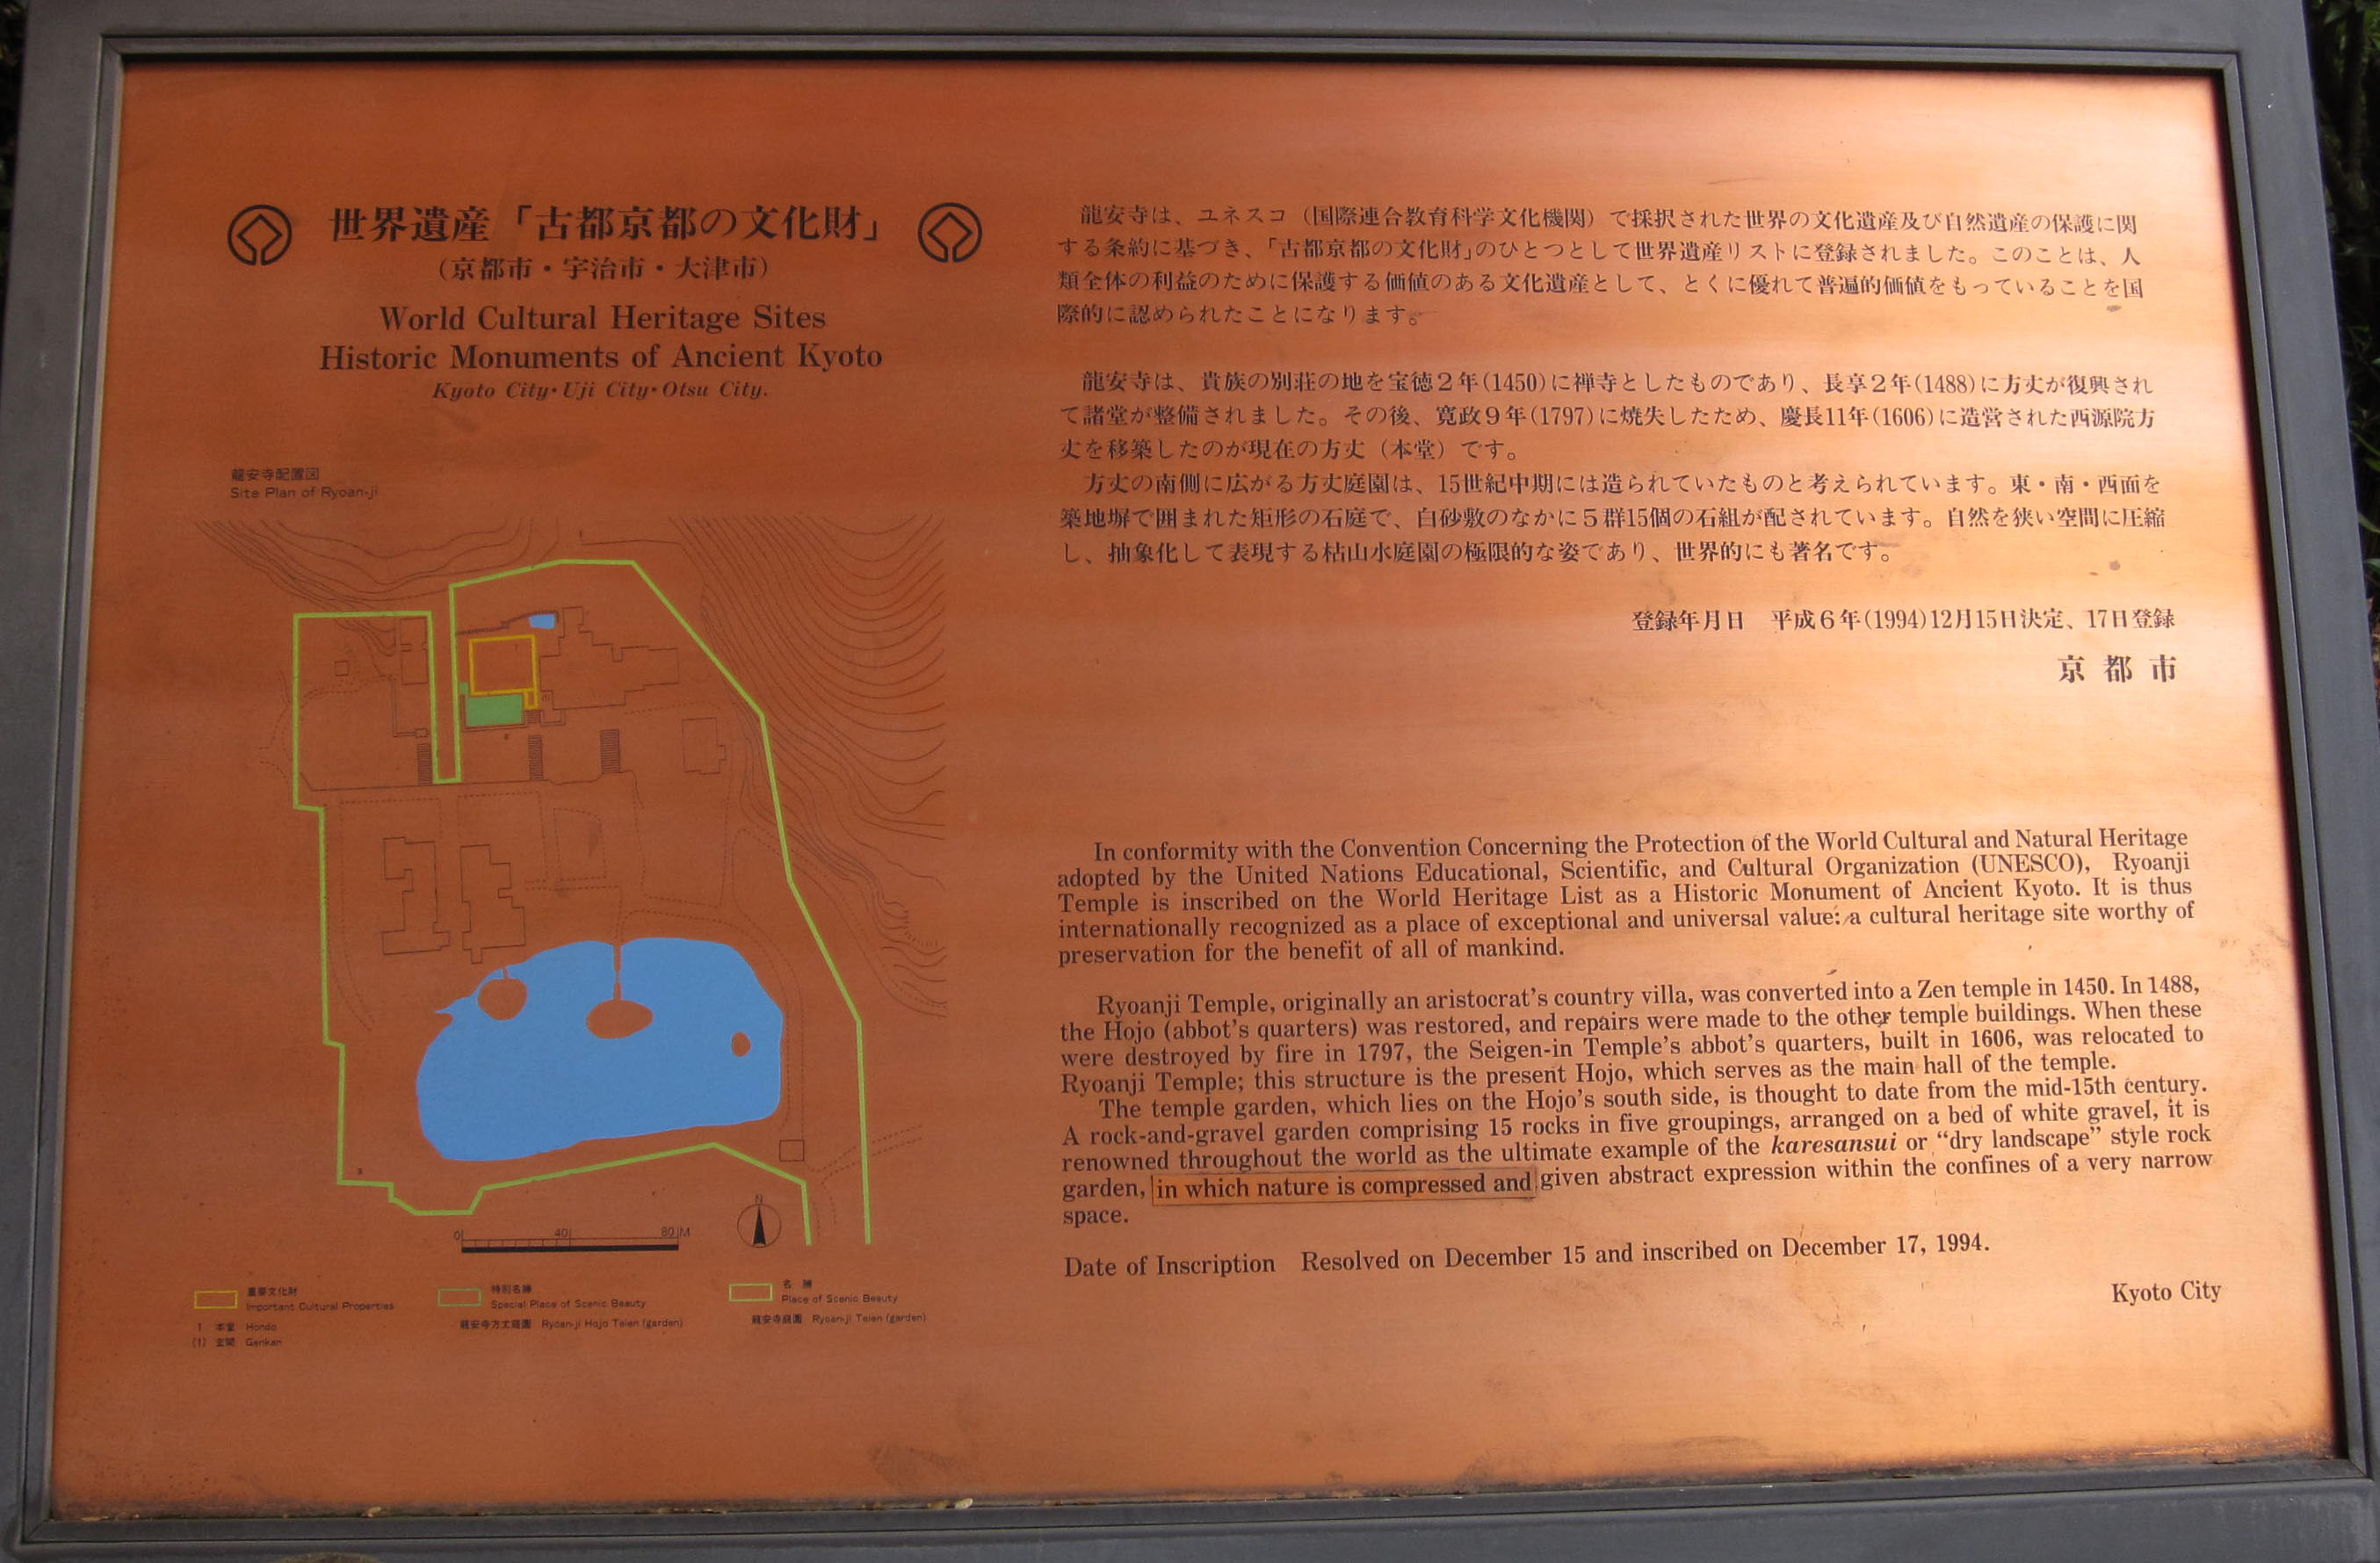 世界遺産「古都京都の文化財」
(京都市・宇治市・大津市)
World Cultural Heritage Sites
Historic Monuments of Ancient Kyoto
Kyoto City・Uji City・Otsu City.
龍安寺配置図
Site Plan of Ryoan-ji
0 40 80M
N
重要文化財
Important Cultural Properties
1 本堂 Hondo
(1) 玄関 Genkan
特別名勝
Special Place of Scenic Beauty
龍安寺方丈庭園 Ryoan-ji Hojo Teien (garden)
名 勝
Place of Scenic Beauty
龍安寺庭園 Ryoan-ji Teien (garden)
龍安寺は、ユネスコ(国際連合教育科学文化機関)で採択された世界の文化遺産及び自然遺産の保護に関
する条約に基づき、「古都京都の文化財」のひとつとして世界遺産リストに登録されました。このことは、人
類全体の利益のために保護する価値のある文化遺産として、とくに優れて普遍的価値をもっていることを国
際的に認められたことになります。
龍安寺は、貴族の別荘の地を宝徳2年(1450)に禅寺としたものであり、長享2年(1488)に方丈が復興され
て諸堂が整備されました。その後、寛政9年(1797)に焼失したため、慶長11年(1606)に造営された西源院方
丈を移築したのが現在の方丈(本堂)です。
方丈の南側に広がる方丈庭園は、15世紀中期には造られていたものと考えられています。東・南・西面を
築地塀で囲まれた矩形の石庭で、白砂敷のなかに5群15個の石組が配されています。自然を狭い空間に圧縮
し、抽象化して表現する枯山水庭園の極限的な姿であり、世界的にも著名です。
登録年月日 平成6年(1994)12月15日決定、17日登録
京都市
In conformity with the Convention Concerning the Protection of the World Cultural and Natural Heritage
adopted by the United Nations Educational, Scientific, and Cultural Organization (UNESCO), Ryoanji
Temple is inscribed on the World Heritage List as a Historic Monument of Ancient Kyoto. It is thus
internationally recognized as a place of exceptional and universal value: a cultural heritage site worthy of
preservation for the benefit of all of mankind.
Ryoanji Temple, originally an aristocrat's country villa, was converted into a Zen temple in 1450. In 1488,
the Hojo (abbot's quarters) was restored, and repairs were made to the other temple buildings. When these
were destroyed by fire in 1797, the Seigen-in Temple's abbot's quarters, built in 1606, was relocated to
Ryoanji Temple; this structure is the present Hojo, which serves as the main hall of the temple.
The temple garden, which lies on the Hojo's south side, is thought to date from the mid-15th century.
A rock-and-gravel garden comprising 15 rocks in five groupings, arranged on a bed of white gravel, it is
renowned throughout the world as the ultimate example of the karesansui or "dry landscape" style rock
garden, in which nature is compressed and given abstract expression within the confines of a very narrow
space.
Date of Inscription Resolved on December 15 and inscribed on December 17, 1994.
Kyoto City